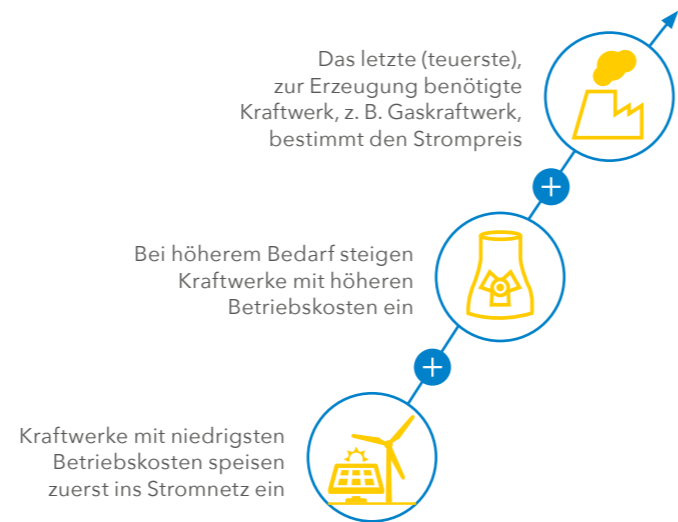 Das letzte (teuerste),
zur Erzeugung benötigte
Kraftwerk, z. B. Gaskraftwerk,
bestimmt den Strompreis
Bei höherem Bedarf steigen
Kraftwerke mit höheren
Betriebskosten ein
Kraftwerke mit niedrigsten
Betriebskosten speisen
zuerst ins Stromnetz ein